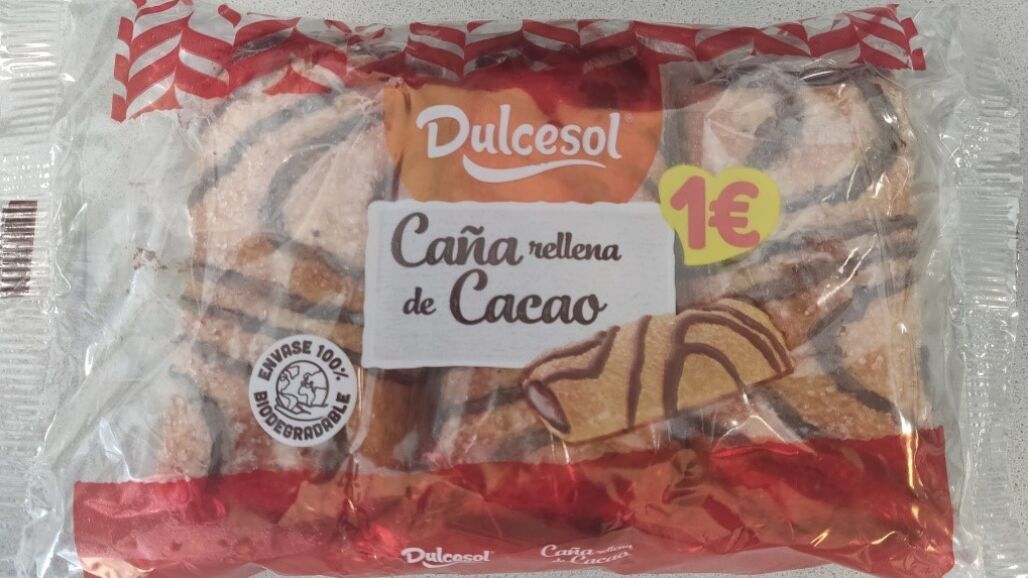 Dulcesol
1€
Caña rellena
de Cacao
ENVASE 100%
BIODEGRADABLE
Dulcesol
Caña rellena
de Cacao